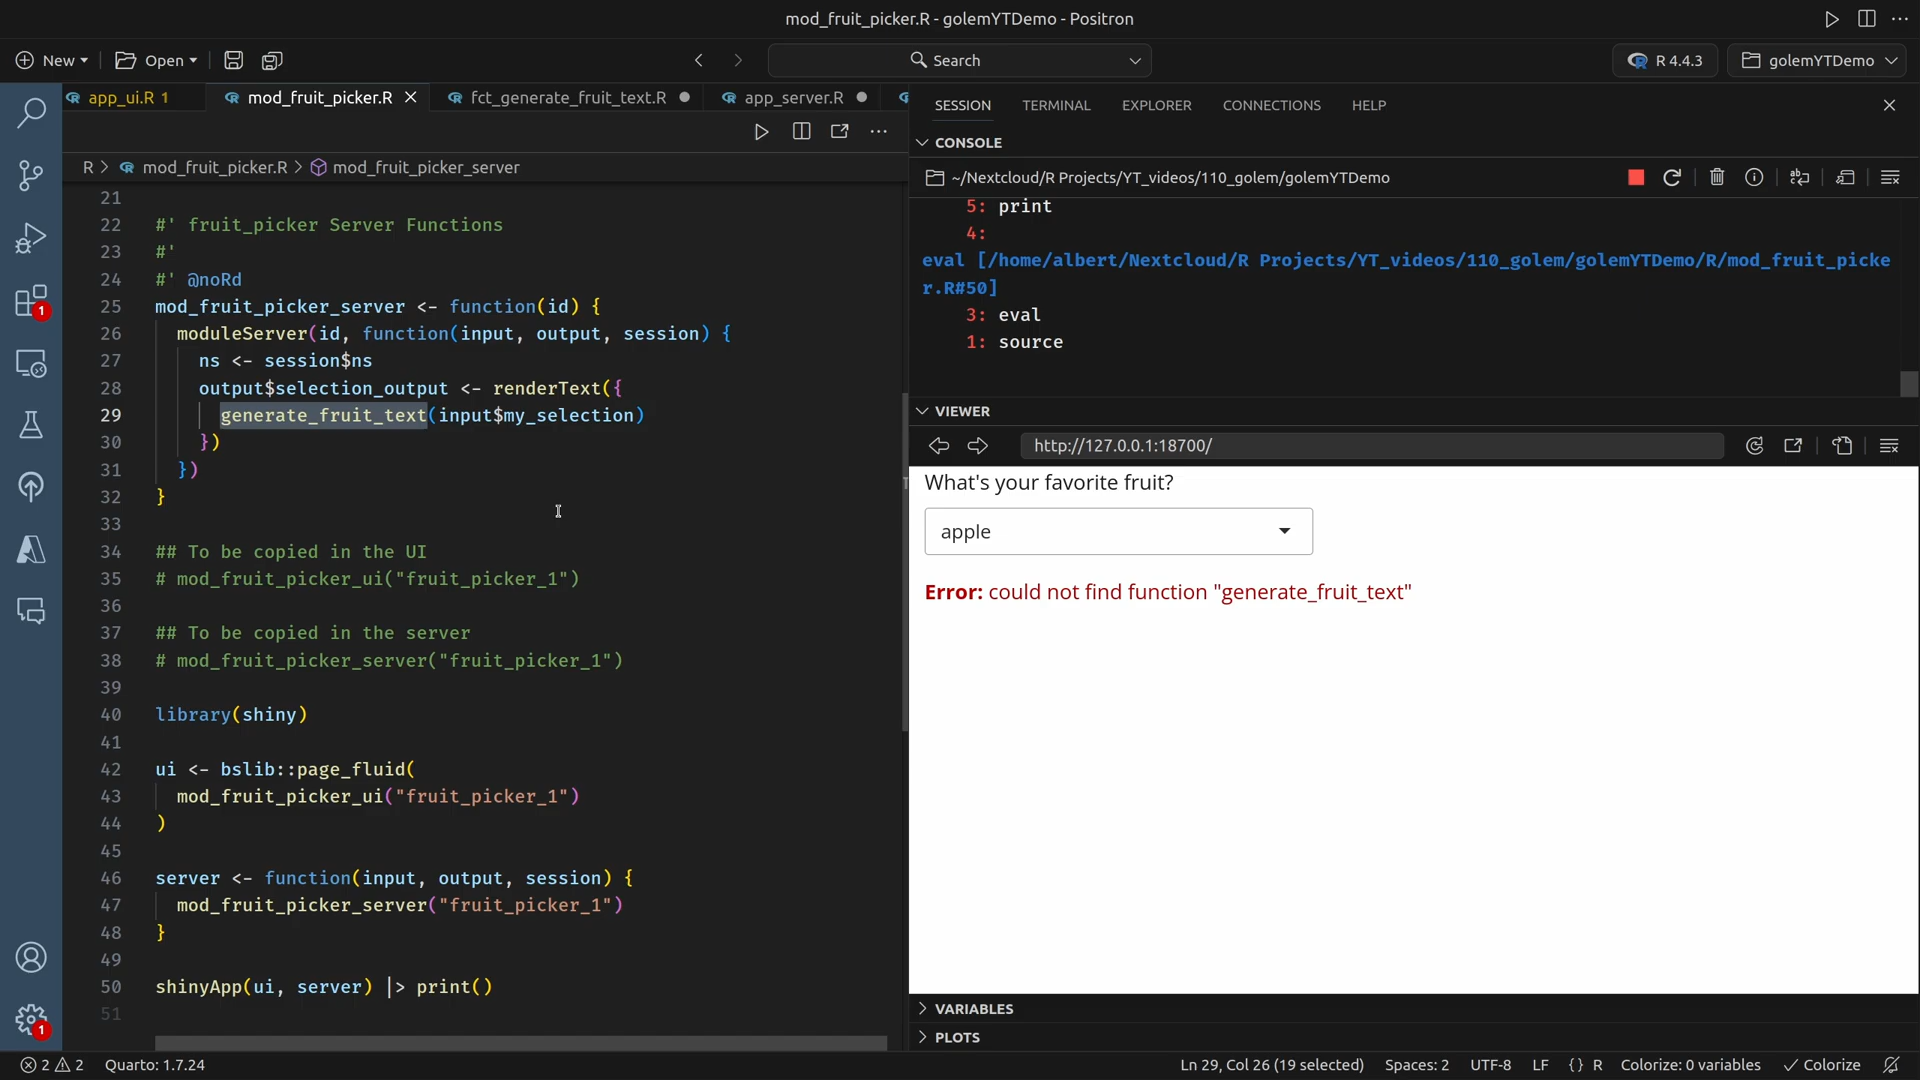 mod_fruit_picker.R - golemYTDemo - Positron
New
Open
Search
R 4.4.3
golemYTDemo
app_ui.R 1
mod_fruit_picker.R
fct_generate_fruit_text.R
app_server.R
R > mod_fruit_picker.R > mod_fruit_picker_server
21
22 #' fruit_picker Server Functions
23 #'
24 #' @noRd
25 mod_fruit_picker_server <- function(id) {
26 moduleServer(id, function(input, output, session) {
27 ns <- session$ns
28 output$selection_output <- renderText({
29 generate_fruit_text(input$my_selection)
30 })
31 })
32 }
33
34 ## To be copied in the UI
35 # mod_fruit_picker_ui("fruit_picker_1")
36
37 ## To be copied in the server
38 # mod_fruit_picker_server("fruit_picker_1")
39
40 library(shiny)
41
42 ui <- bslib::page_fluid(
43 mod_fruit_picker_ui("fruit_picker_1")
44 )
45
46 server <- function(input, output, session) {
47 mod_fruit_picker_server("fruit_picker_1")
48 }
49
50 shinyApp(ui, server) |> print()
51
SESSION
TERMINAL
EXPLORER
CONNECTIONS
HELP
CONSOLE
~/Nextcloud/R Projects/YT_videos/110_golem/golemYTDemo
5: print
4:
eval [/home/albert/Nextcloud/R Projects/YT_videos/110_golem/golemYTDemo/R/mod_fruit_picke
r.R#50]
3: eval
1: source
VIEWER
http://127.0.0.1:18700/
What's your favorite fruit?
apple
Error: could not find function "generate_fruit_text"
VARIABLES
PLOTS
1
1
2 2
Quarto: 1.7.24
Ln 29, Col 26 (19 selected)
Spaces: 2
UTF-8
LF
{} R
Colorize: 0 variables
Colorize